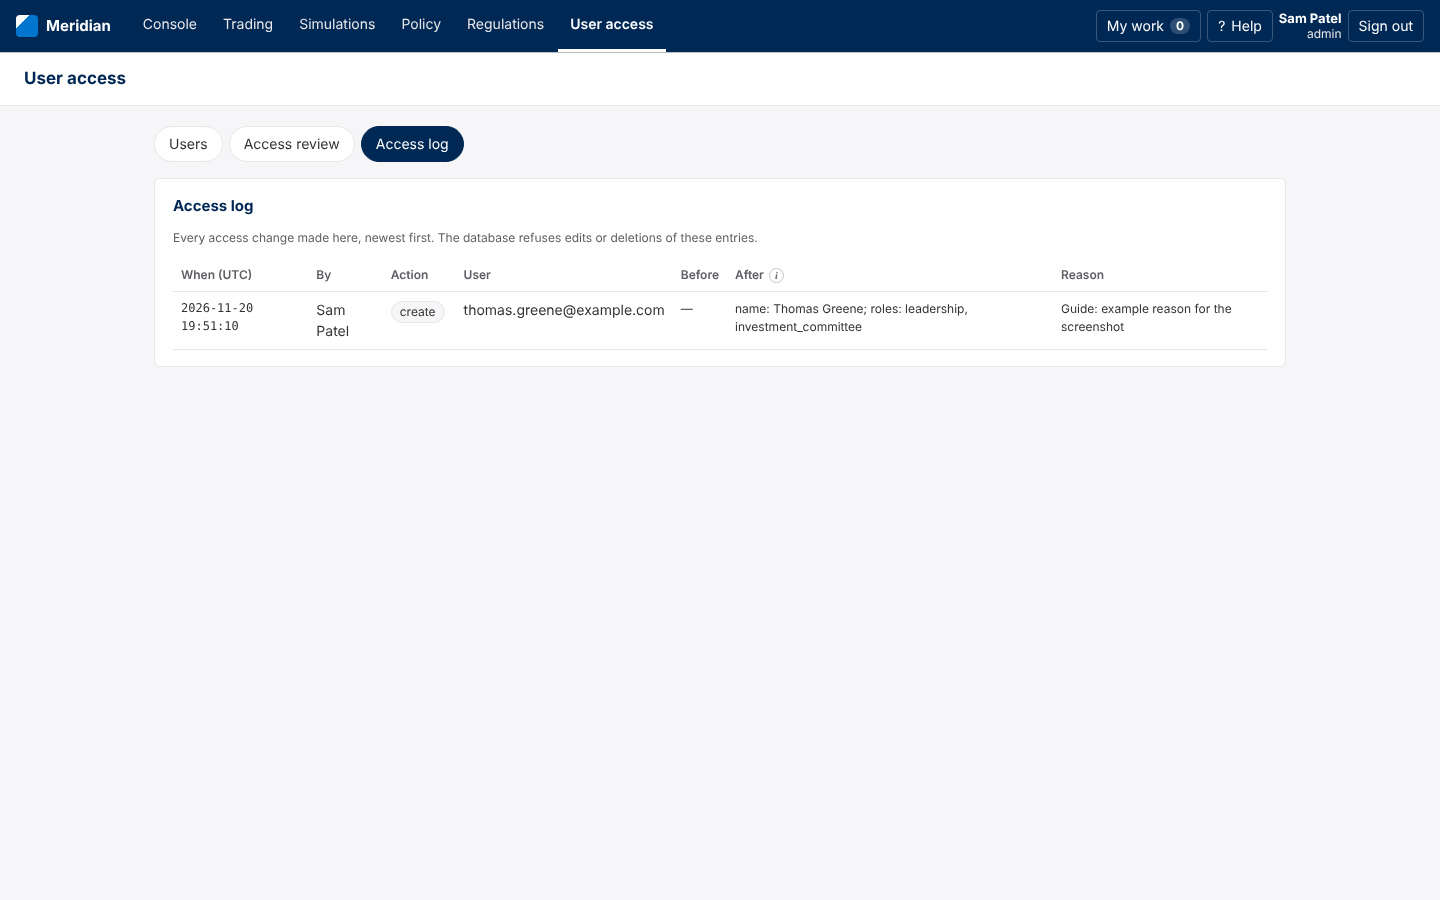 Meridian Console Trading Simulations Policy Regulations User access My work 0 ? Help Sam Patel admin Sign out
User access
Users Access review Access log
Access log
Every access change made here, newest first. The database refuses edits or deletions of these entries.
When (UTC) By Action User Before After i Reason
2026-11-20 19:51:10 Sam Patel create thomas.greene@example.com — name: Thomas Greene; roles: leadership, investment_committee Guide: example reason for the screenshot